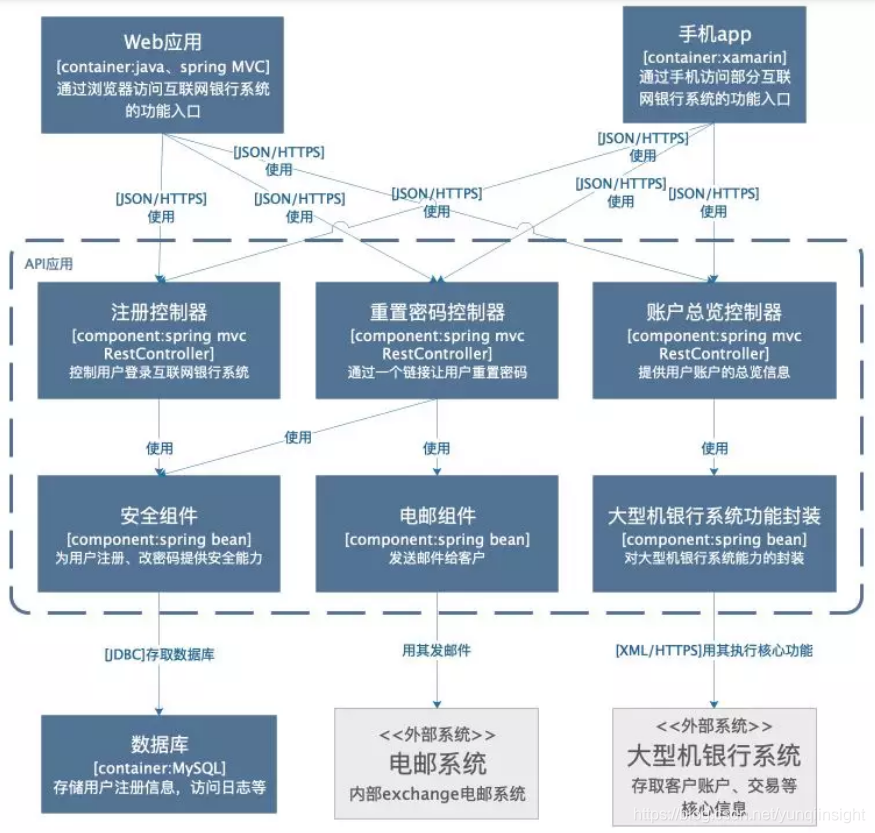 Web应用
[container:java、spring MVC]
通过浏览器访问互联网银行系统
的功能入口
手机app
[container:xamarin]
通过手机访问部分互联
网银行系统的功能入口
[JSON/HTTPS]
使用
[JSON/HTTPS]
使用
[JSON/HTTPS]
使用
[JSON/HTTPS]
使用
[JSON/HTTPS]
使用
[JSON/HTTPS]
使用
API应用
注册控制器
[component:spring mvc
RestController]
控制用户登录互联网银行系统
重置密码控制器
[component:spring mvc
RestController]
通过一个链接让用户重置密码
账户总览控制器
[component:spring mvc
RestController]
提供用户账户的总览信息
使用
使用
使用
使用
安全组件
[component:spring bean]
为用户注册、改密码提供安全能力
电邮组件
[component:spring bean]
发送邮件给客户
大型机银行系统功能封装
[component:spring bean]
对大型机银行系统能力的封装
[JDBC]存取数据库
用其发邮件
[XML/HTTPS]用其执行核心功能
数据库
[container:MySQL]
存储用户注册信息，访问日志等
<<外部系统>>
电邮系统
内部exchange电邮系统
<<外部系统>>
大型机银行系统
存取客户账户、交易等
核心信息
https://blog.csdn.net/yunqiinsight